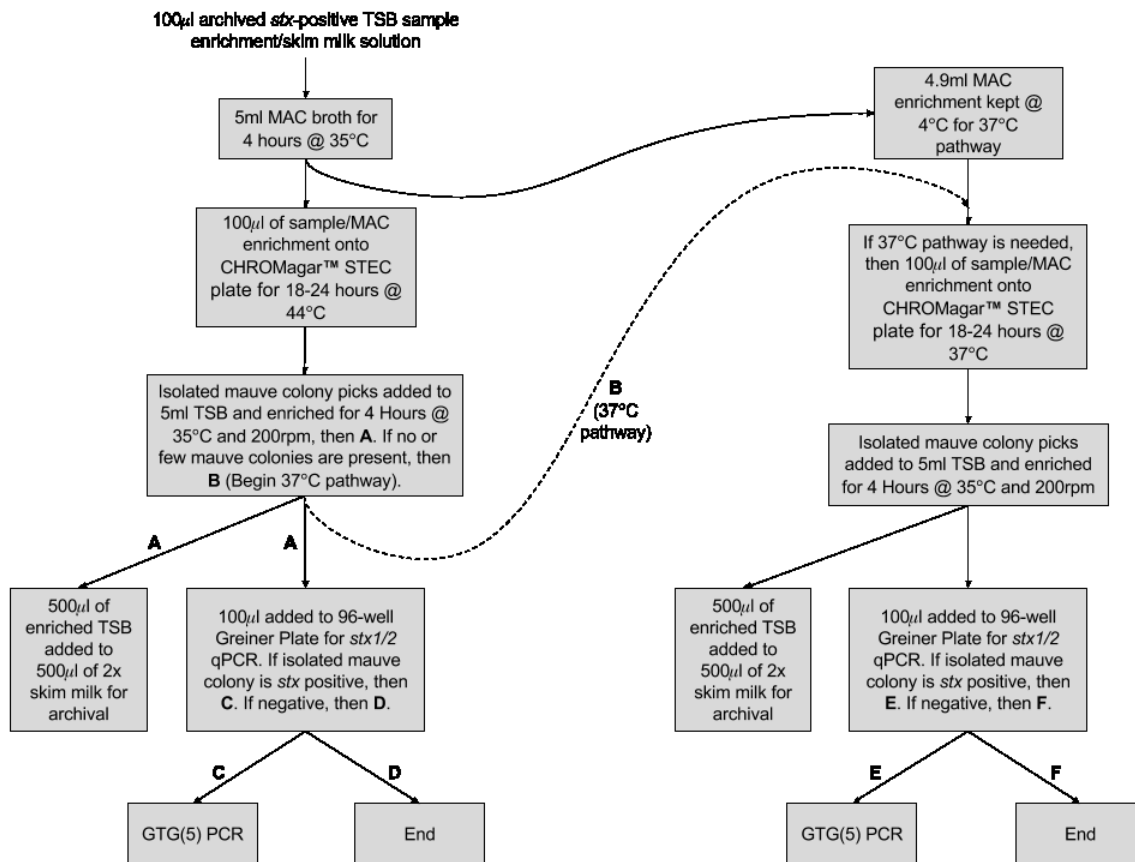 100µl archived stx-positive TSB sample
enrichment/skim milk solution
5ml MAC broth for
4 hours @ 35°C
100µl of sample/MAC
enrichment onto
CHROMagar™ STEC
plate for 18-24 hours @
44°C
Isolated mauve colony picks added to
5ml TSB and enriched for 4 Hours @
35°C and 200rpm, then A. If no or
few mauve colonies are present, then
B (Begin 37°C pathway).
A
A
500µl of
enriched TSB
added to
500µl of 2x
skim milk for
archival
100µl added to 96-well
Greiner Plate for stx1/2
qPCR. If isolated mauve
colony is stx positive, then
C. If negative, then D.
C
D
GTG(5) PCR
End
B
(37°C
pathway)
4.9ml MAC
enrichment kept @
4°C for 37°C
pathway
If 37°C pathway is needed,
then 100µl of sample/MAC
enrichment onto
CHROMagar™ STEC
plate for 18-24 hours @
37°C
Isolated mauve colony picks
added to 5ml TSB and enriched
for 4 Hours @ 35°C and 200rpm
500µl of
enriched TSB
added to
500µl of 2x
skim milk for
archival
100µl added to 96-well
Greiner Plate for stx1/2
qPCR. If isolated mauve
colony is stx positive, then
E. If negative, then F.
E
F
GTG(5) PCR
End